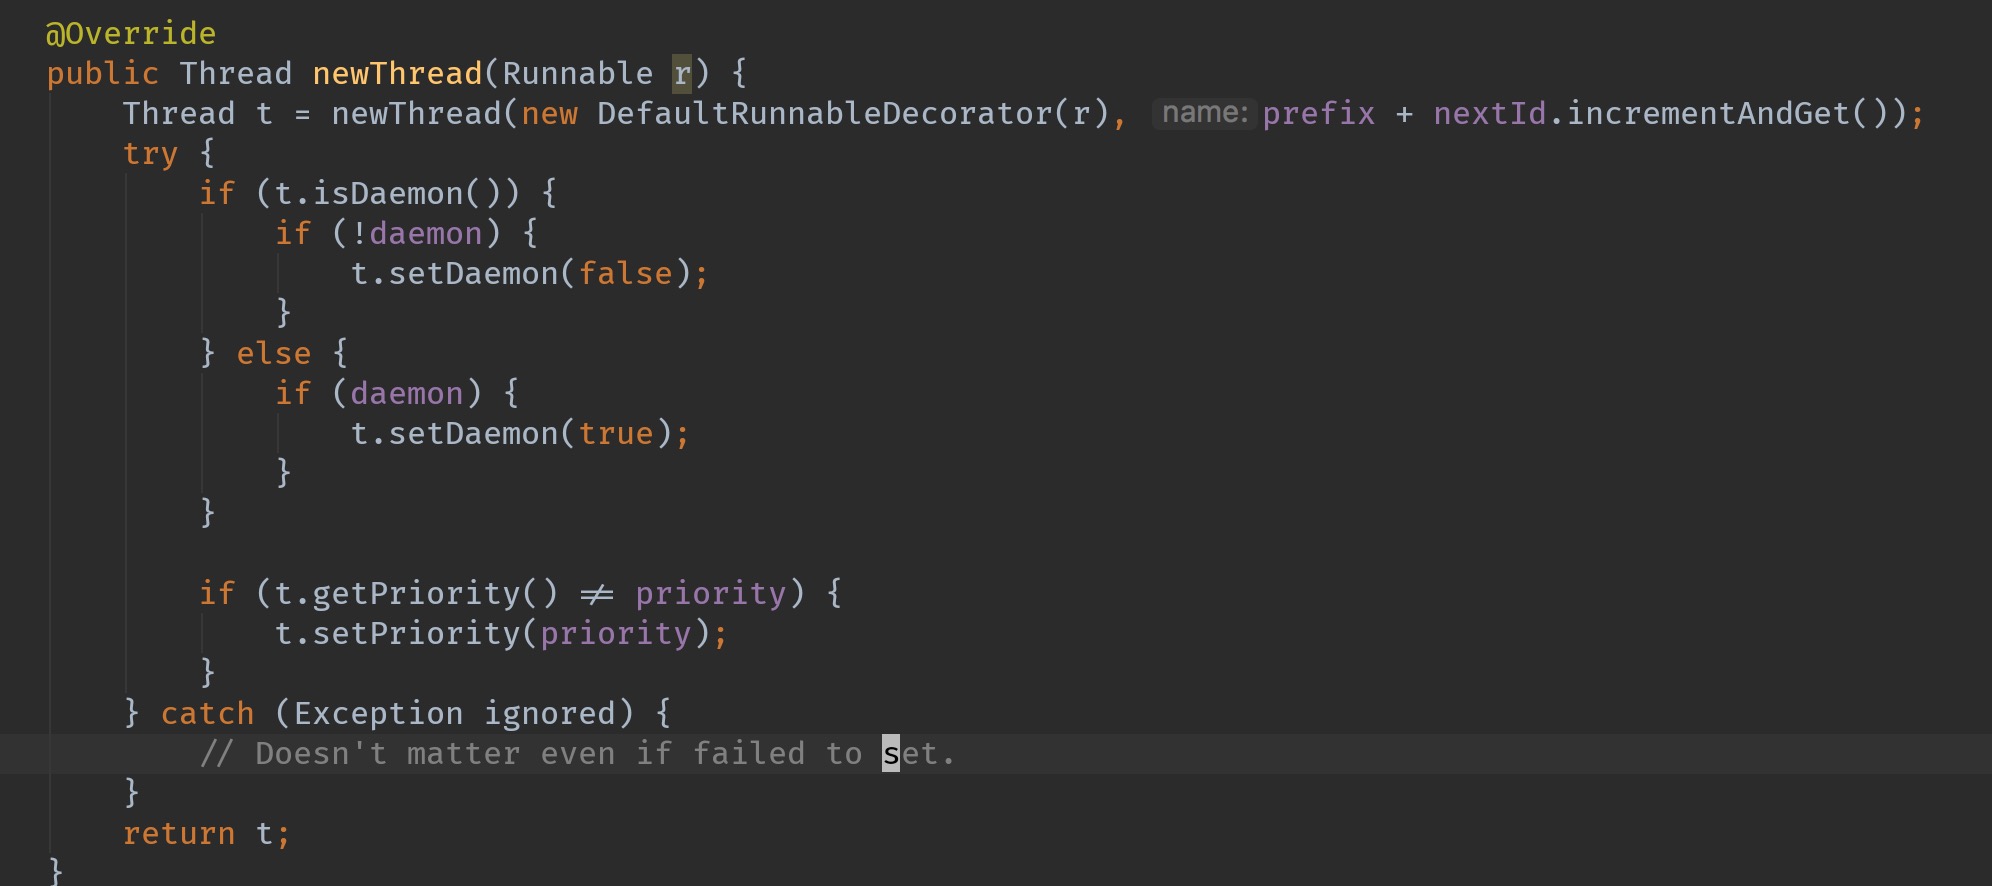 @Override
public Thread newThread(Runnable r) {
    Thread t = newThread(new DefaultRunnableDecorator(r), name: prefix + nextId.incrementAndGet());
    try {
        if (t.isDaemon()) {
            if (!daemon) {
                t.setDaemon(false);
            }
        } else {
            if (daemon) {
                t.setDaemon(true);
            }
        }

        if (t.getPriority() ≠ priority) {
            t.setPriority(priority);
        }
    } catch (Exception ignored) {
        // Doesn't matter even if failed to set.
    }
    return t;
}